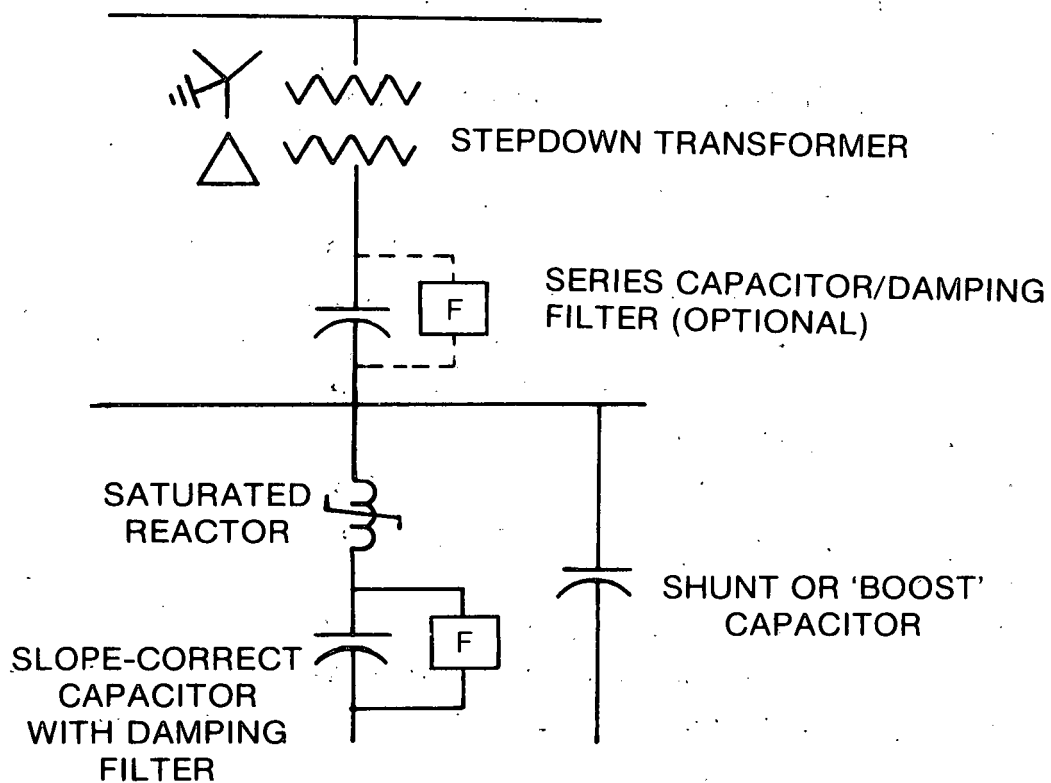 STEPDOWN TRANSFORMER
F
SERIES CAPACITOR/DAMPING
FILTER (OPTIONAL)
SATURATED
REACTOR
F
SHUNT OR 'BOOST'
CAPACITOR
SLOPE-CORRECT
CAPACITOR
WITH DAMPING
FILTER